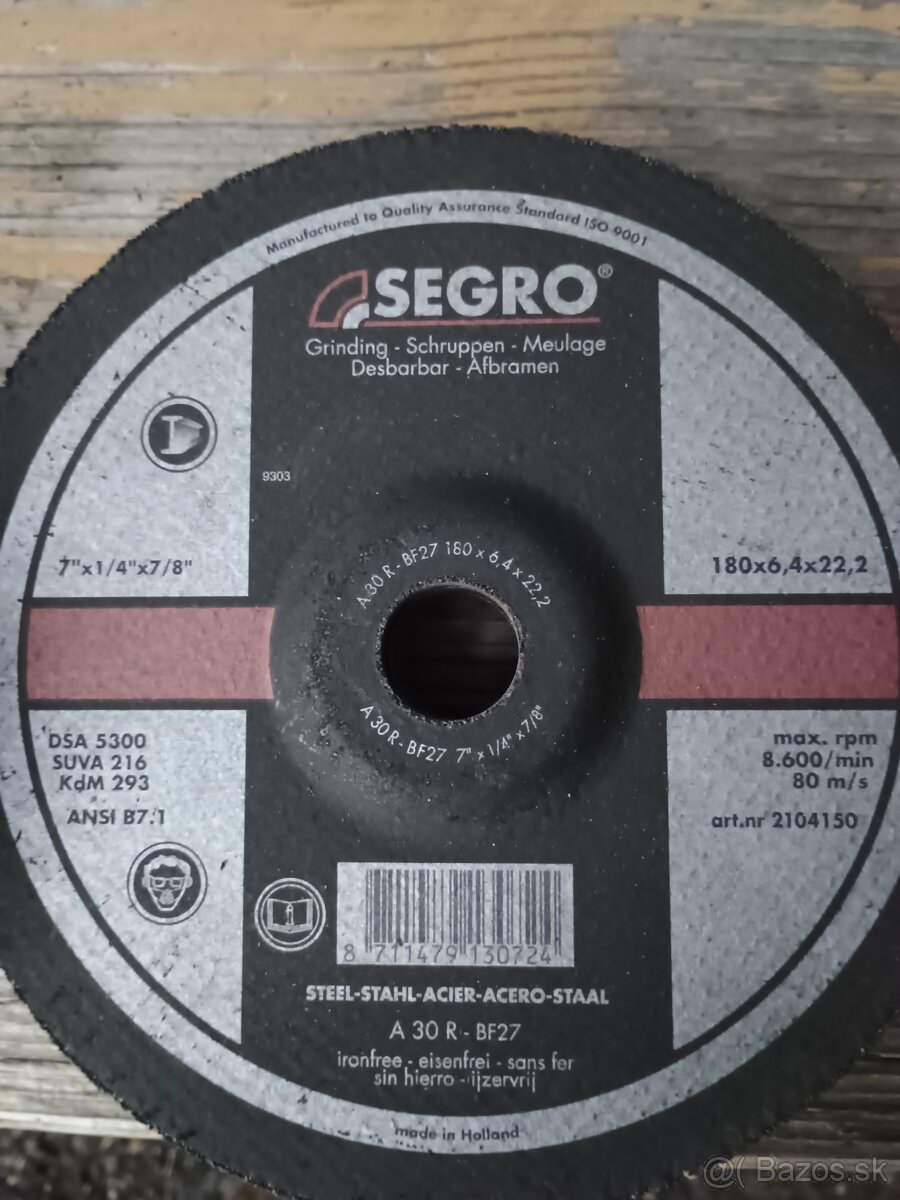 Manufactured to Quality Assurance Standard ISO 9001
SEGRO®
Grinding - Schruppen - Meulage
Desbarbar - Afbramen
9303
7"x1/4"x7/8"
180x6,4x22,2
A 30 R - BF27 180 x 6,4 x 22,2
A 30 R - BF27 7" x 1/4" x 7/8"
DSA 5300
SUVA 216
KdM 293
ANSI B7.1
max. rpm
8.600/min
80 m/s
art.nr 2104150
8 711479 130724
STEEL-STAHL-ACIER-ACERO-STAAL
A 30 R - BF27
ironfree - eisenfrei - sans fer
sin hierro - ijzervrij
made in Holland
@( Bazos.sk